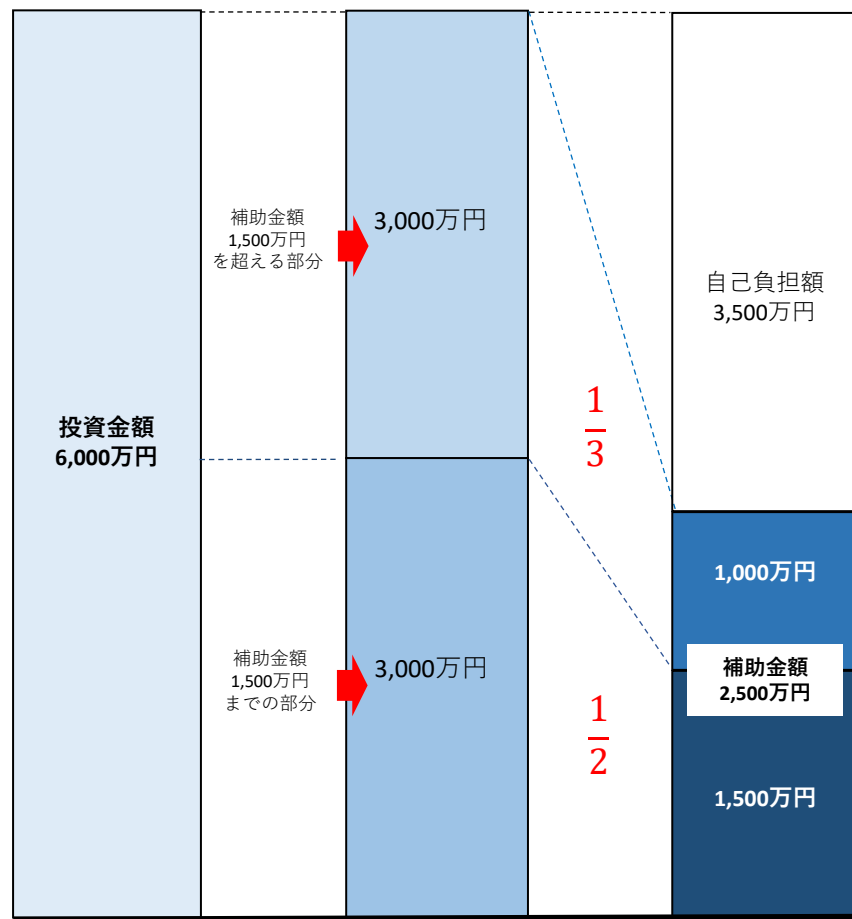 投資金額
6,000万円
補助金額
1,500万円
を超える部分
3,000万円
補助金額
1,500万円
までの部分
3,000万円
1
3
1
2
自己負担額
3,500万円
1,000万円
補助金額
2,500万円
1,500万円